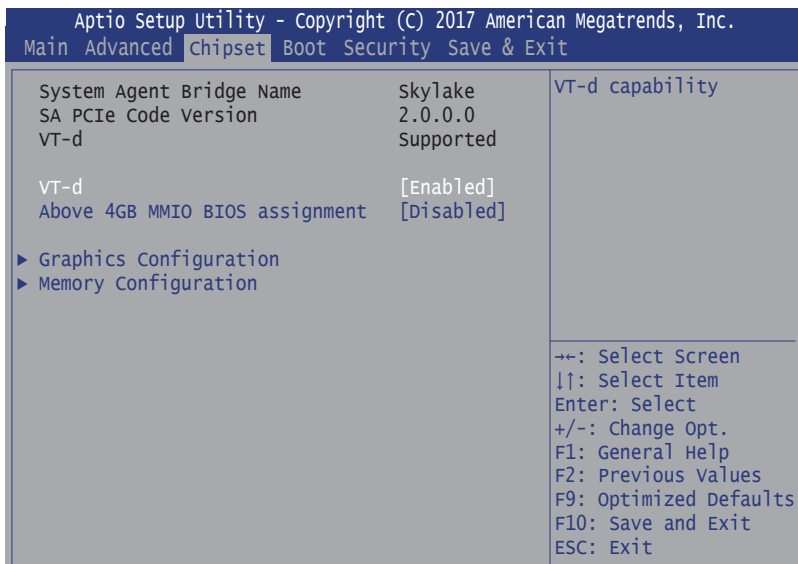 Aptio Setup Utility - Copyright (C) 2017 American Megatrends, Inc.
Main Advanced Chipset Boot Security Save & Exit
System Agent Bridge Name Skylake
SA PCIe Code Version 2.0.0.0
VT-d Supported
VT-d [Enabled]
Above 4GB MMIO BIOS assignment [Disabled]
▶ Graphics Configuration
▶ Memory Configuration
VT-d capability
→←: Select Screen
↓↑: Select Item
Enter: Select
+/-: Change Opt.
F1: General Help
F2: Previous Values
F9: Optimized Defaults
F10: Save and Exit
ESC: Exit